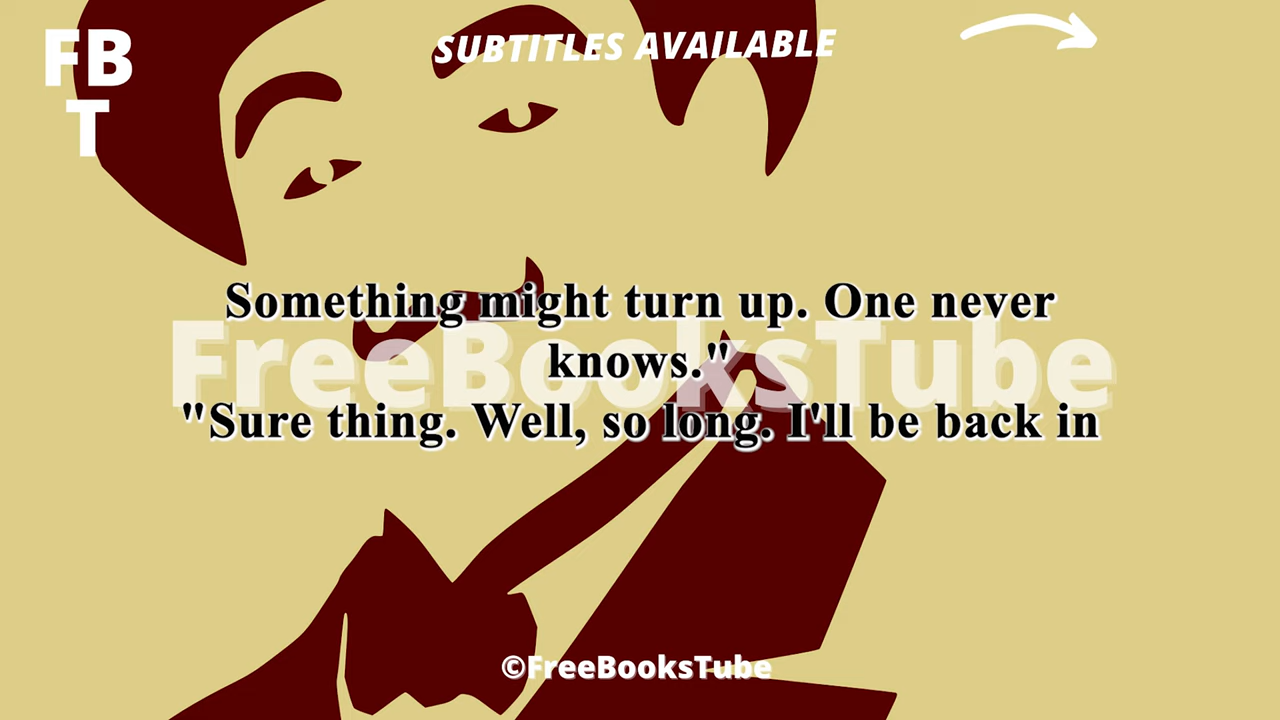 FB
T
SUBTITLES AVAILABLE
Something might turn up. One never
knows."
FreeBooksTube
"Sure thing. Well, so long. I'll be back in
©FreeBooksTube